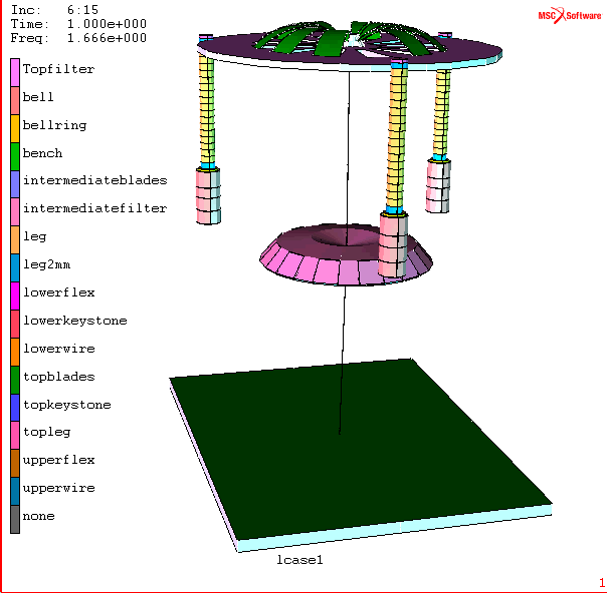 Inc: 6:15
Time: 1.000e+000
Freq: 1.666e+000
MSC Software
Topfilter
bell
bellring
bench
intermediateblades
intermediatefilter
leg
leg2mm
lowerflex
lowerkeystone
lowerwire
topblades
topkeystone
topleg
upperflex
upperwire
none
lcase1
1